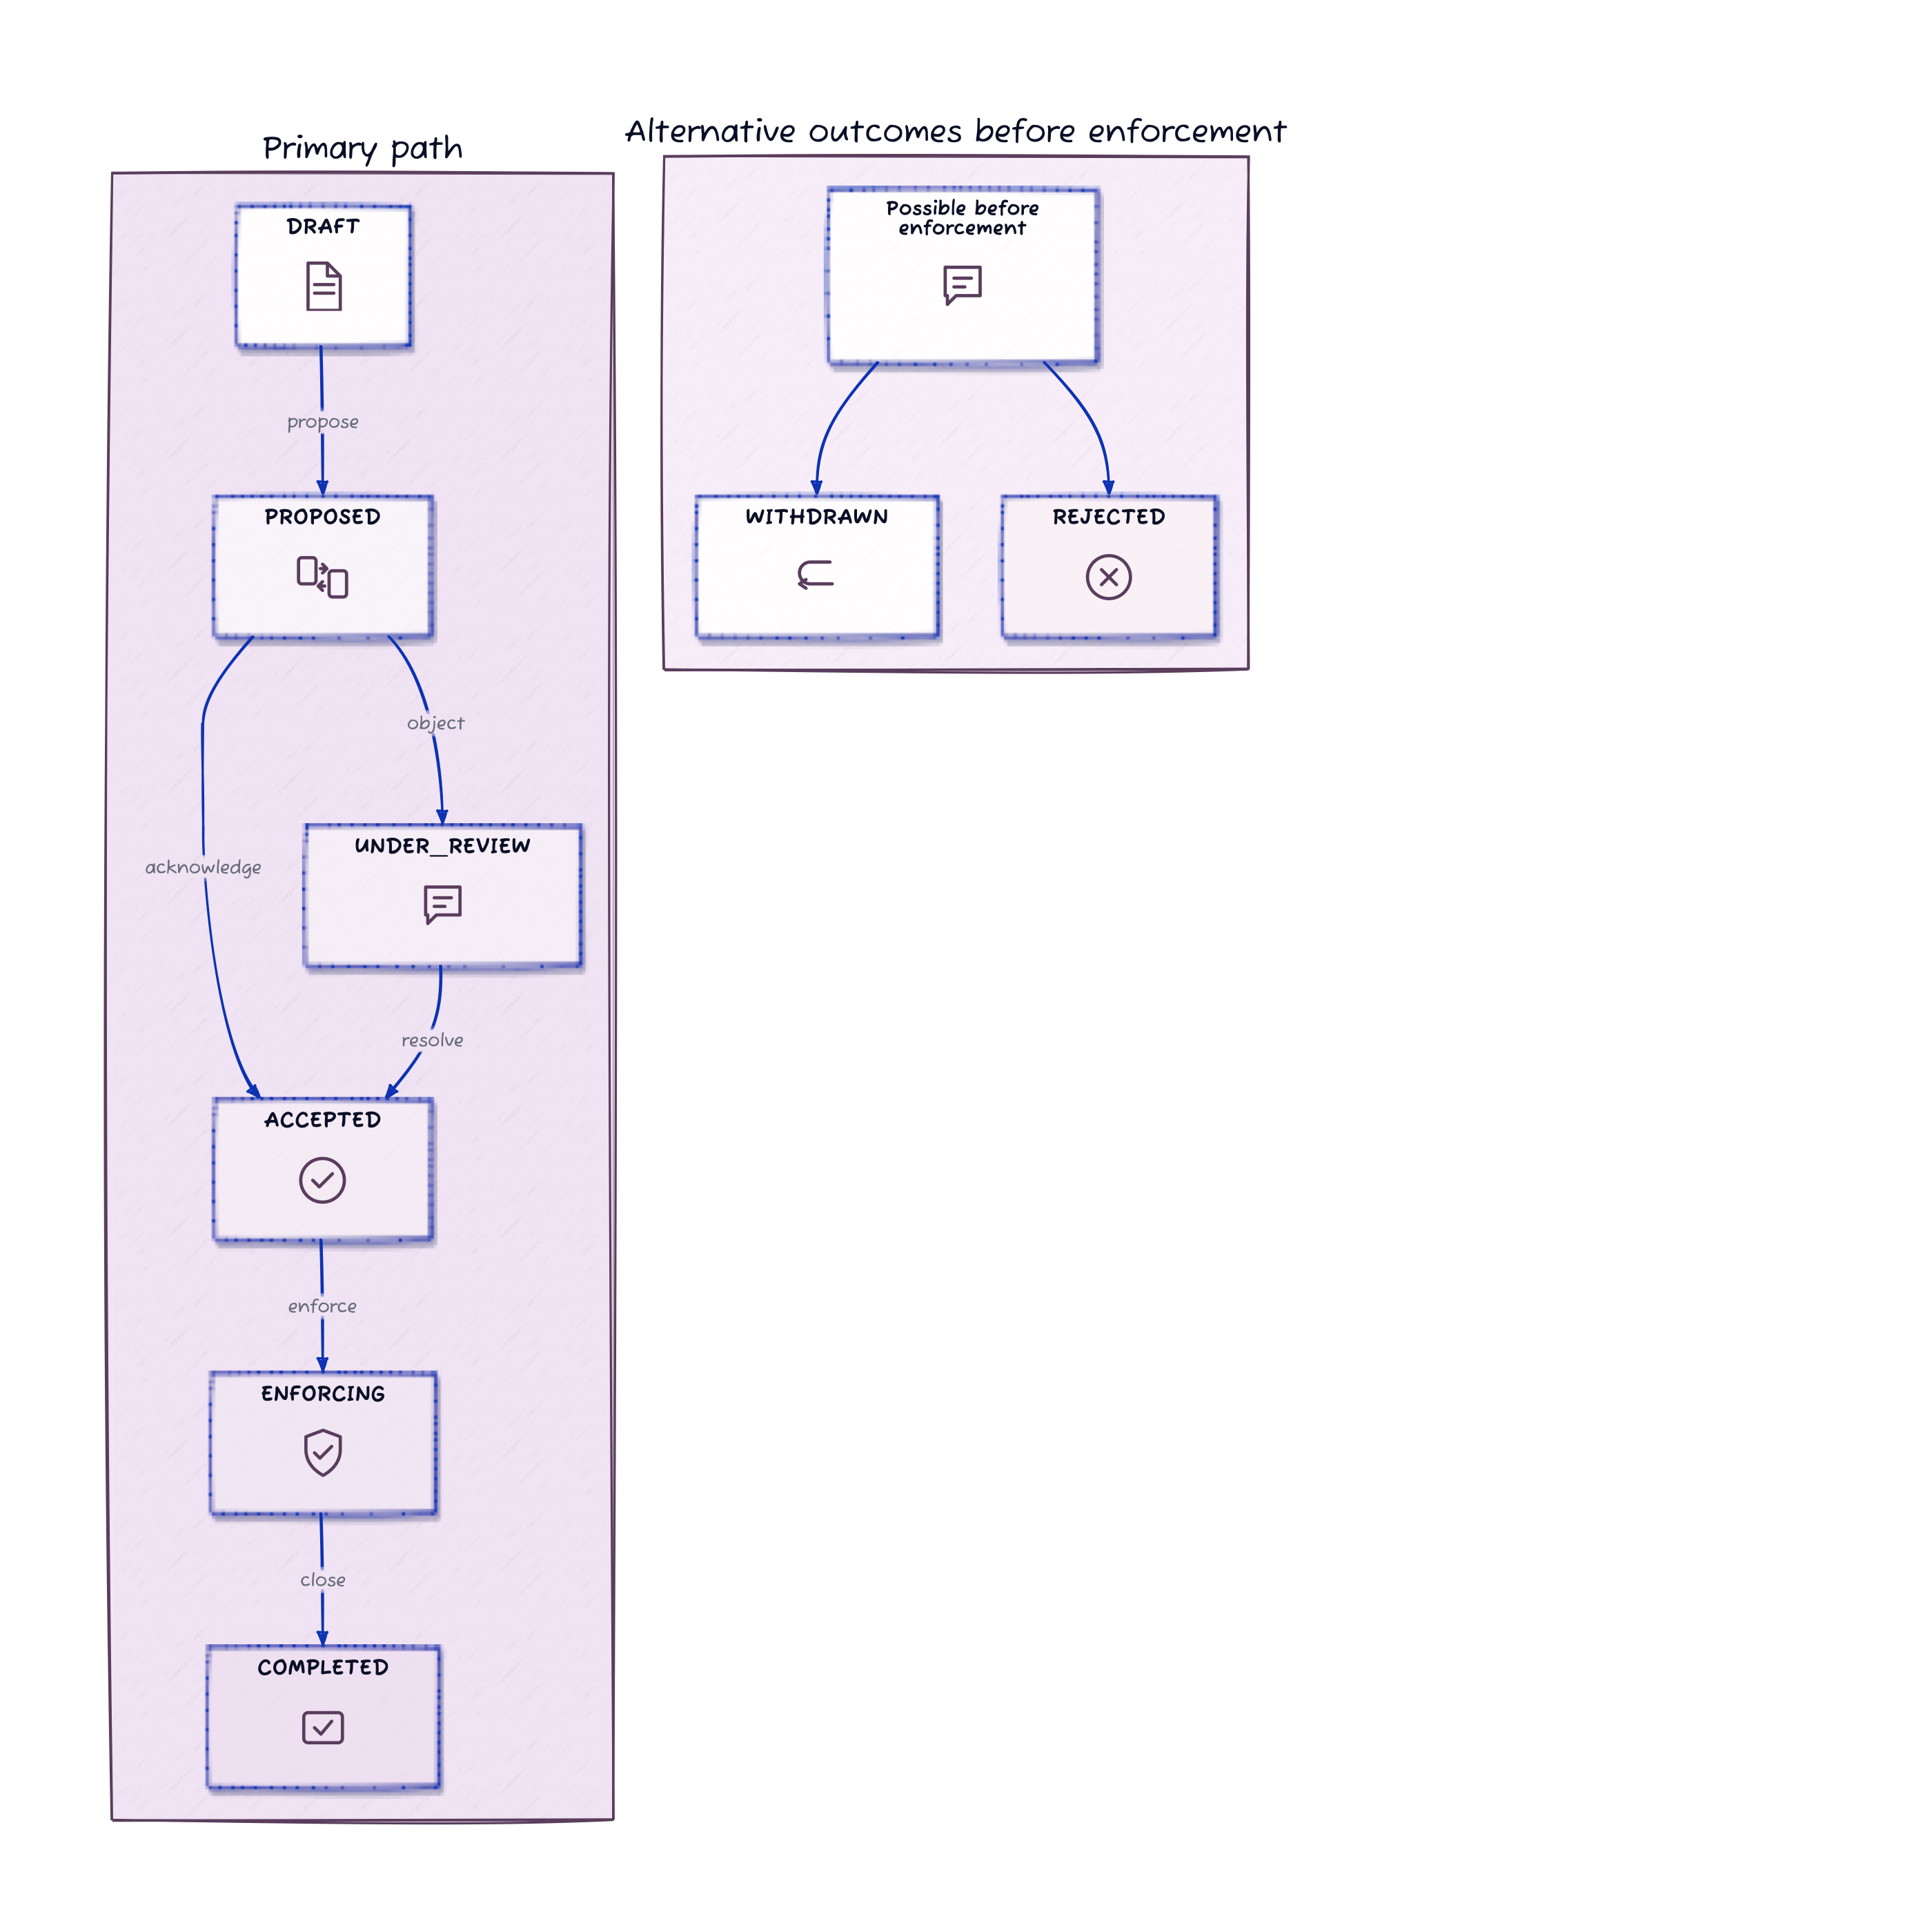 Primary path
DRAFT
propose
PROPOSED
object
acknowledge
UNDER_REVIEW
resolve
ACCEPTED
enforce
ENFORCING
close
COMPLETED
Alternative outcomes before enforcement
Possible before
enforcement
WITHDRAWN
REJECTED